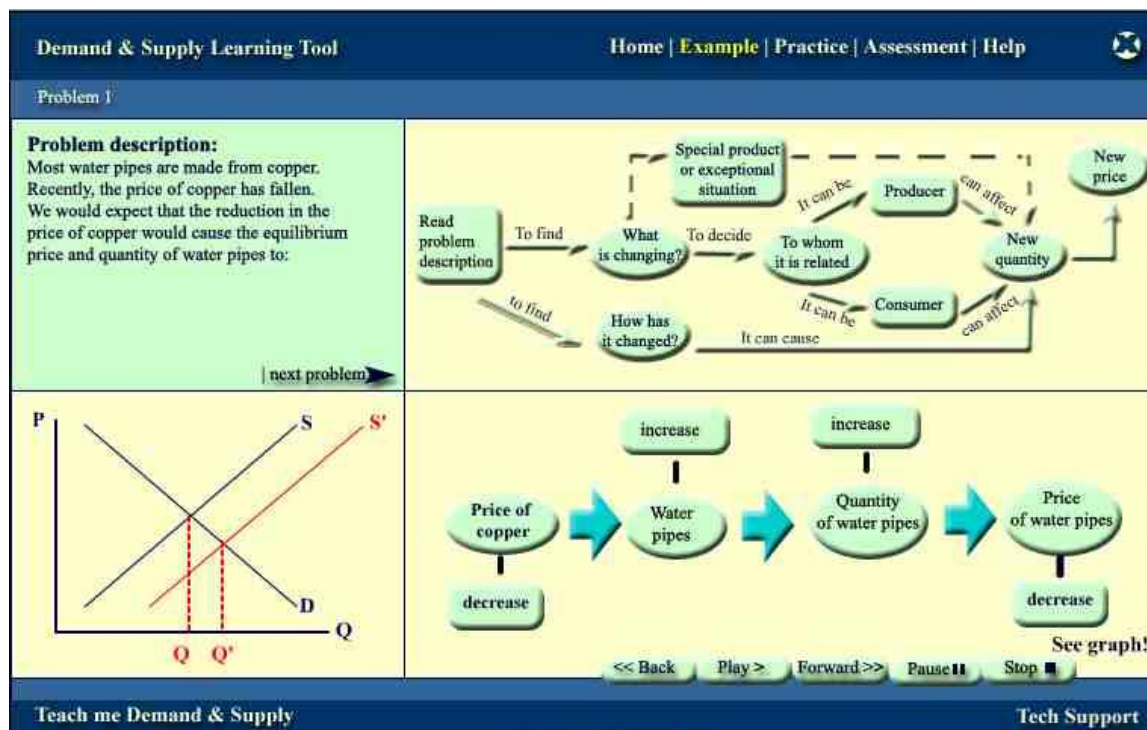 Demand & Supply Learning Tool
Home | Example | Practice | Assessment | Help
Problem 1
Problem description:
Most water pipes are made from copper.
Recently, the price of copper has fallen.
We would expect that the reduction in the
price of copper would cause the equilibrium
price and quantity of water pipes to:
| next problem
Read
problem
description
To find
to find
What
is changing?
How has
it changed?
Special product
or exceptional
situation
To decide
To whom
it is related
It can be
It can be
Producer
Consumer
can affect
can affect
It can cause
New
quantity
New
price
P
S
S'
D
Q
Q
Q'
Price of
copper
decrease
increase
Water
pipes
increase
Quantity
of water pipes
Price
of water pipes
decrease
See graph!
<< Back
Play >
Forward >>
Pause
Stop
Teach me Demand & Supply
Tech Support